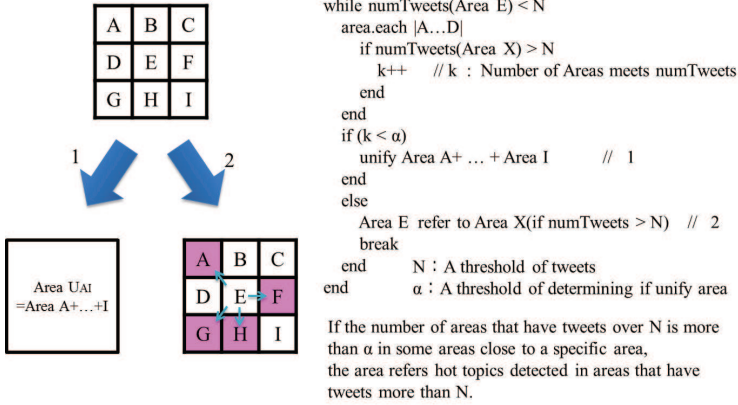 A B C
D E F
G H I
1
2
Area UAI
=Area A+…+I
A B C
D E F
G H I
while numTweets(Area E) < N
area.each |A…D|
if numTweets(Area X) > N
k++ // k : Number of Areas meets numTweets
end
end
if (k < α)
unify Area A+ … + Area I // 1
end
else
Area E refer to Area X(if numTweets > N) // 2
break
end N：A threshold of tweets
end α：A threshold of determining if unify area
If the number of areas that have tweets over N is more
than α in some areas close to a specific area,
the area refers hot topics detected in areas that have
tweets more than N.